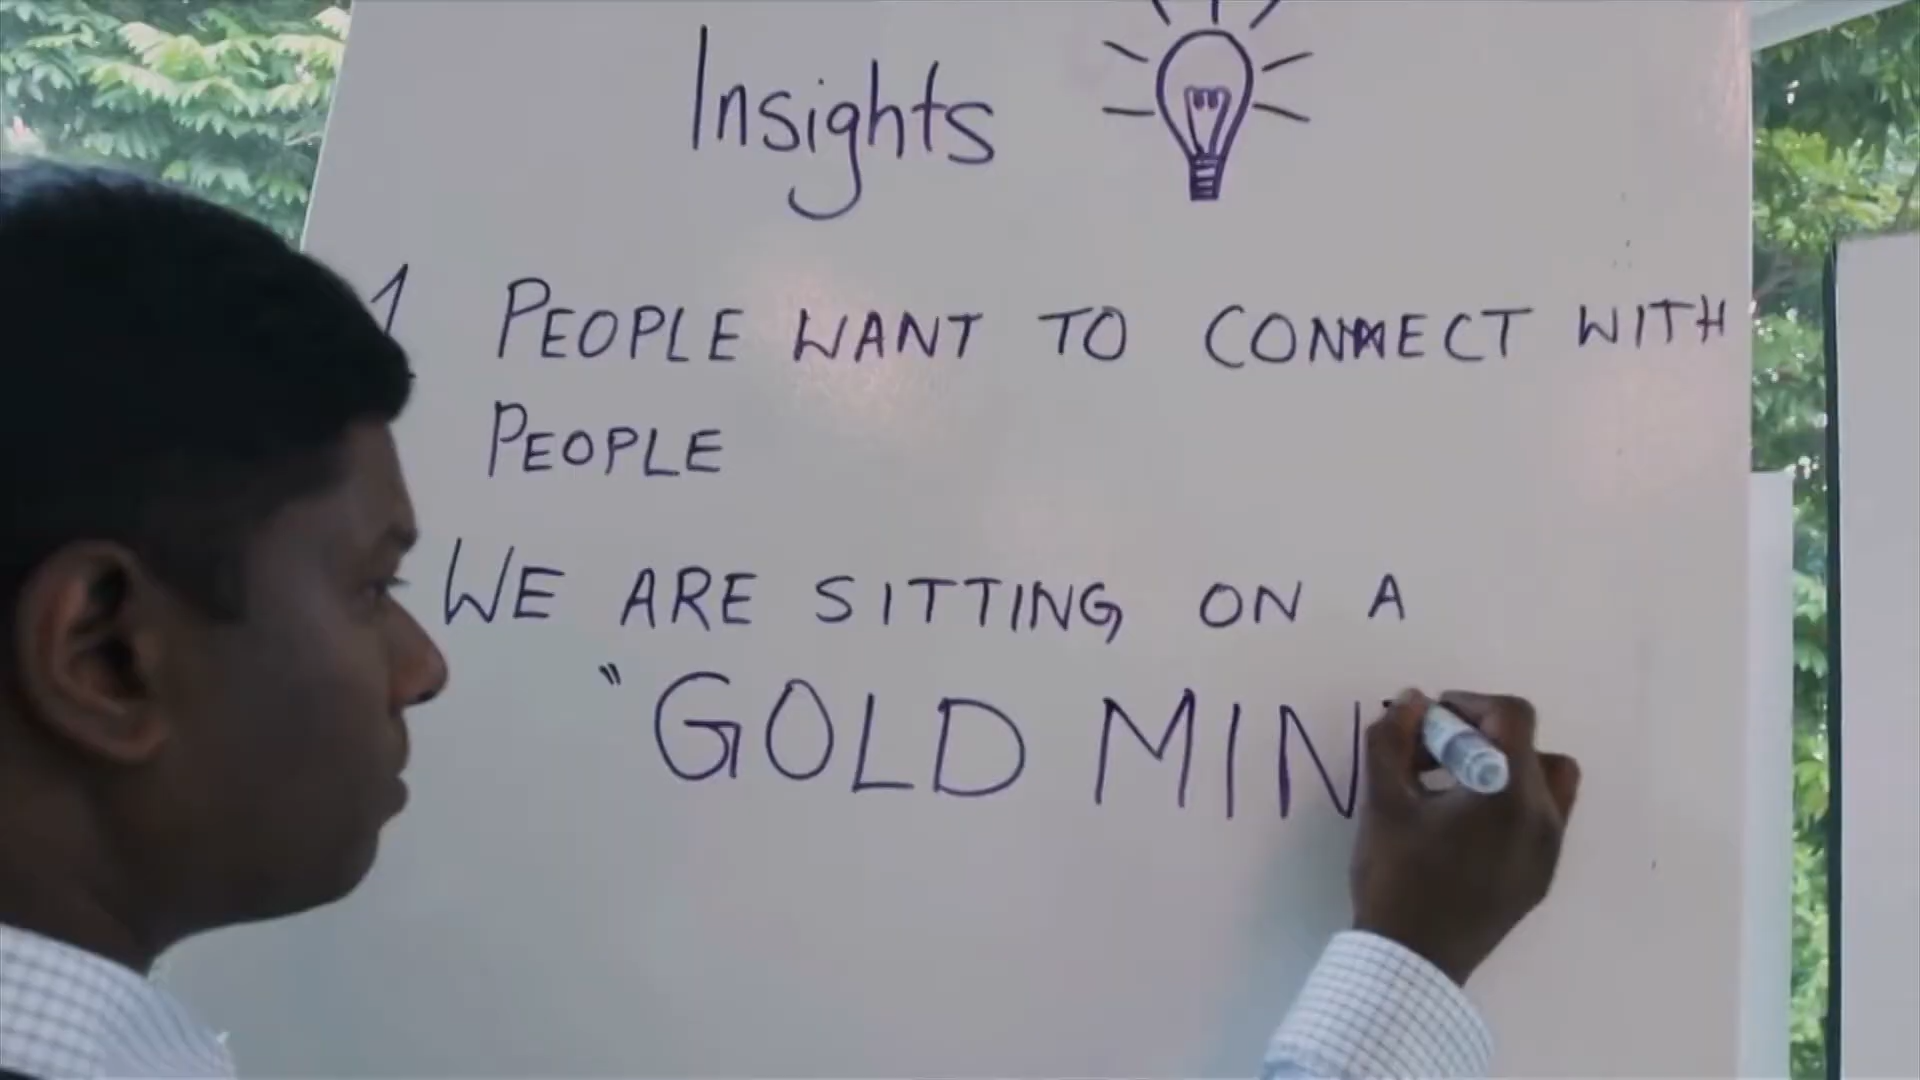 Insights
1 PEOPLE WANT TO CONNECT WITH
PEOPLE
WE ARE SITTING ON A
"GOLD MIN